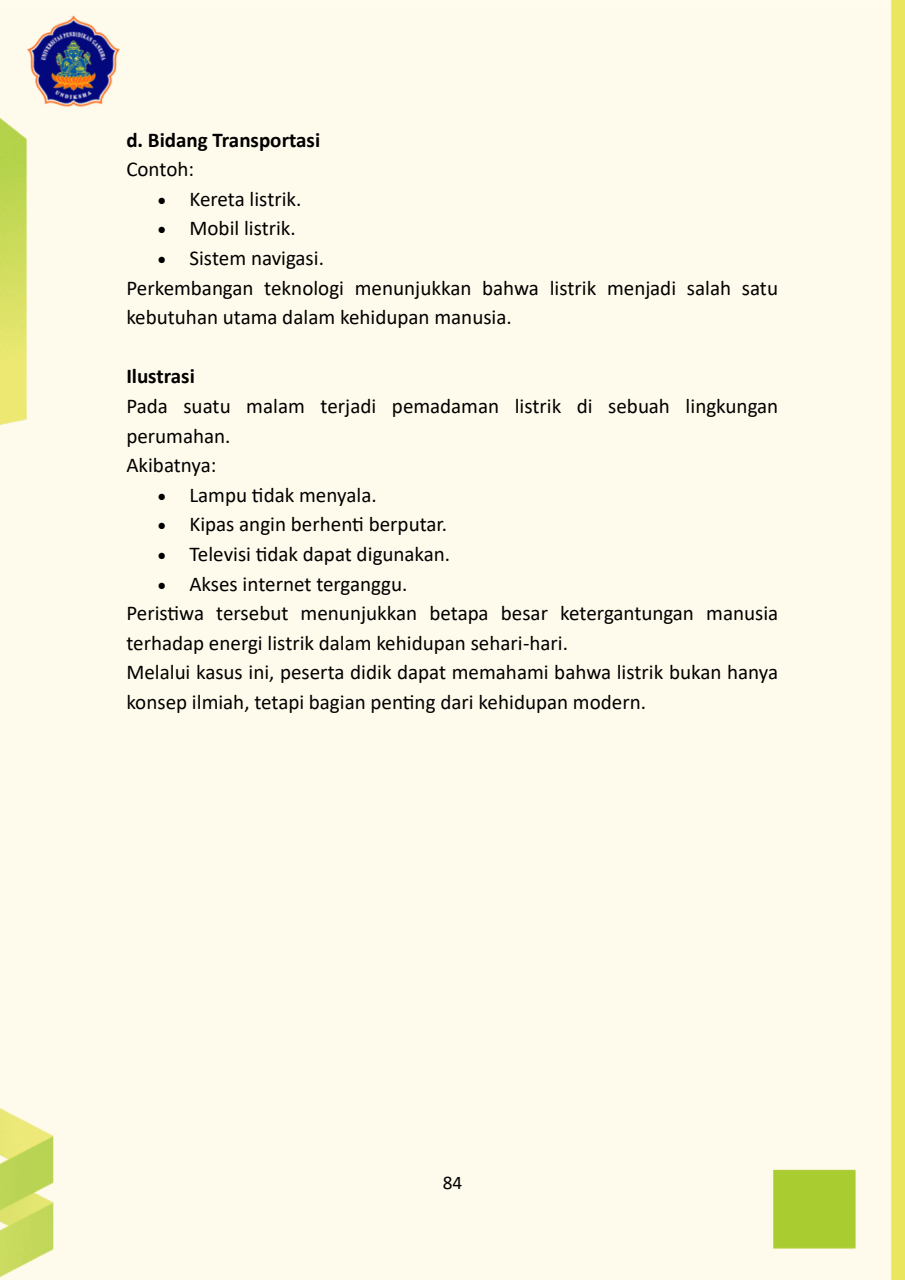 UNIVERSITAS PENDIDIKAN GANESHA
UNDIKSHA
d. Bidang Transportasi
Contoh:
• Kereta listrik.
• Mobil listrik.
• Sistem navigasi.
Perkembangan teknologi menunjukkan bahwa listrik menjadi salah satu
kebutuhan utama dalam kehidupan manusia.
Ilustrasi
Pada suatu malam terjadi pemadaman listrik di sebuah lingkungan
perumahan.
Akibatnya:
• Lampu tidak menyala.
• Kipas angin berhenti berputar.
• Televisi tidak dapat digunakan.
• Akses internet terganggu.
Peristiwa tersebut menunjukkan betapa besar ketergantungan manusia
terhadap energi listrik dalam kehidupan sehari-hari.
Melalui kasus ini, peserta didik dapat memahami bahwa listrik bukan hanya
konsep ilmiah, tetapi bagian penting dari kehidupan modern.
84